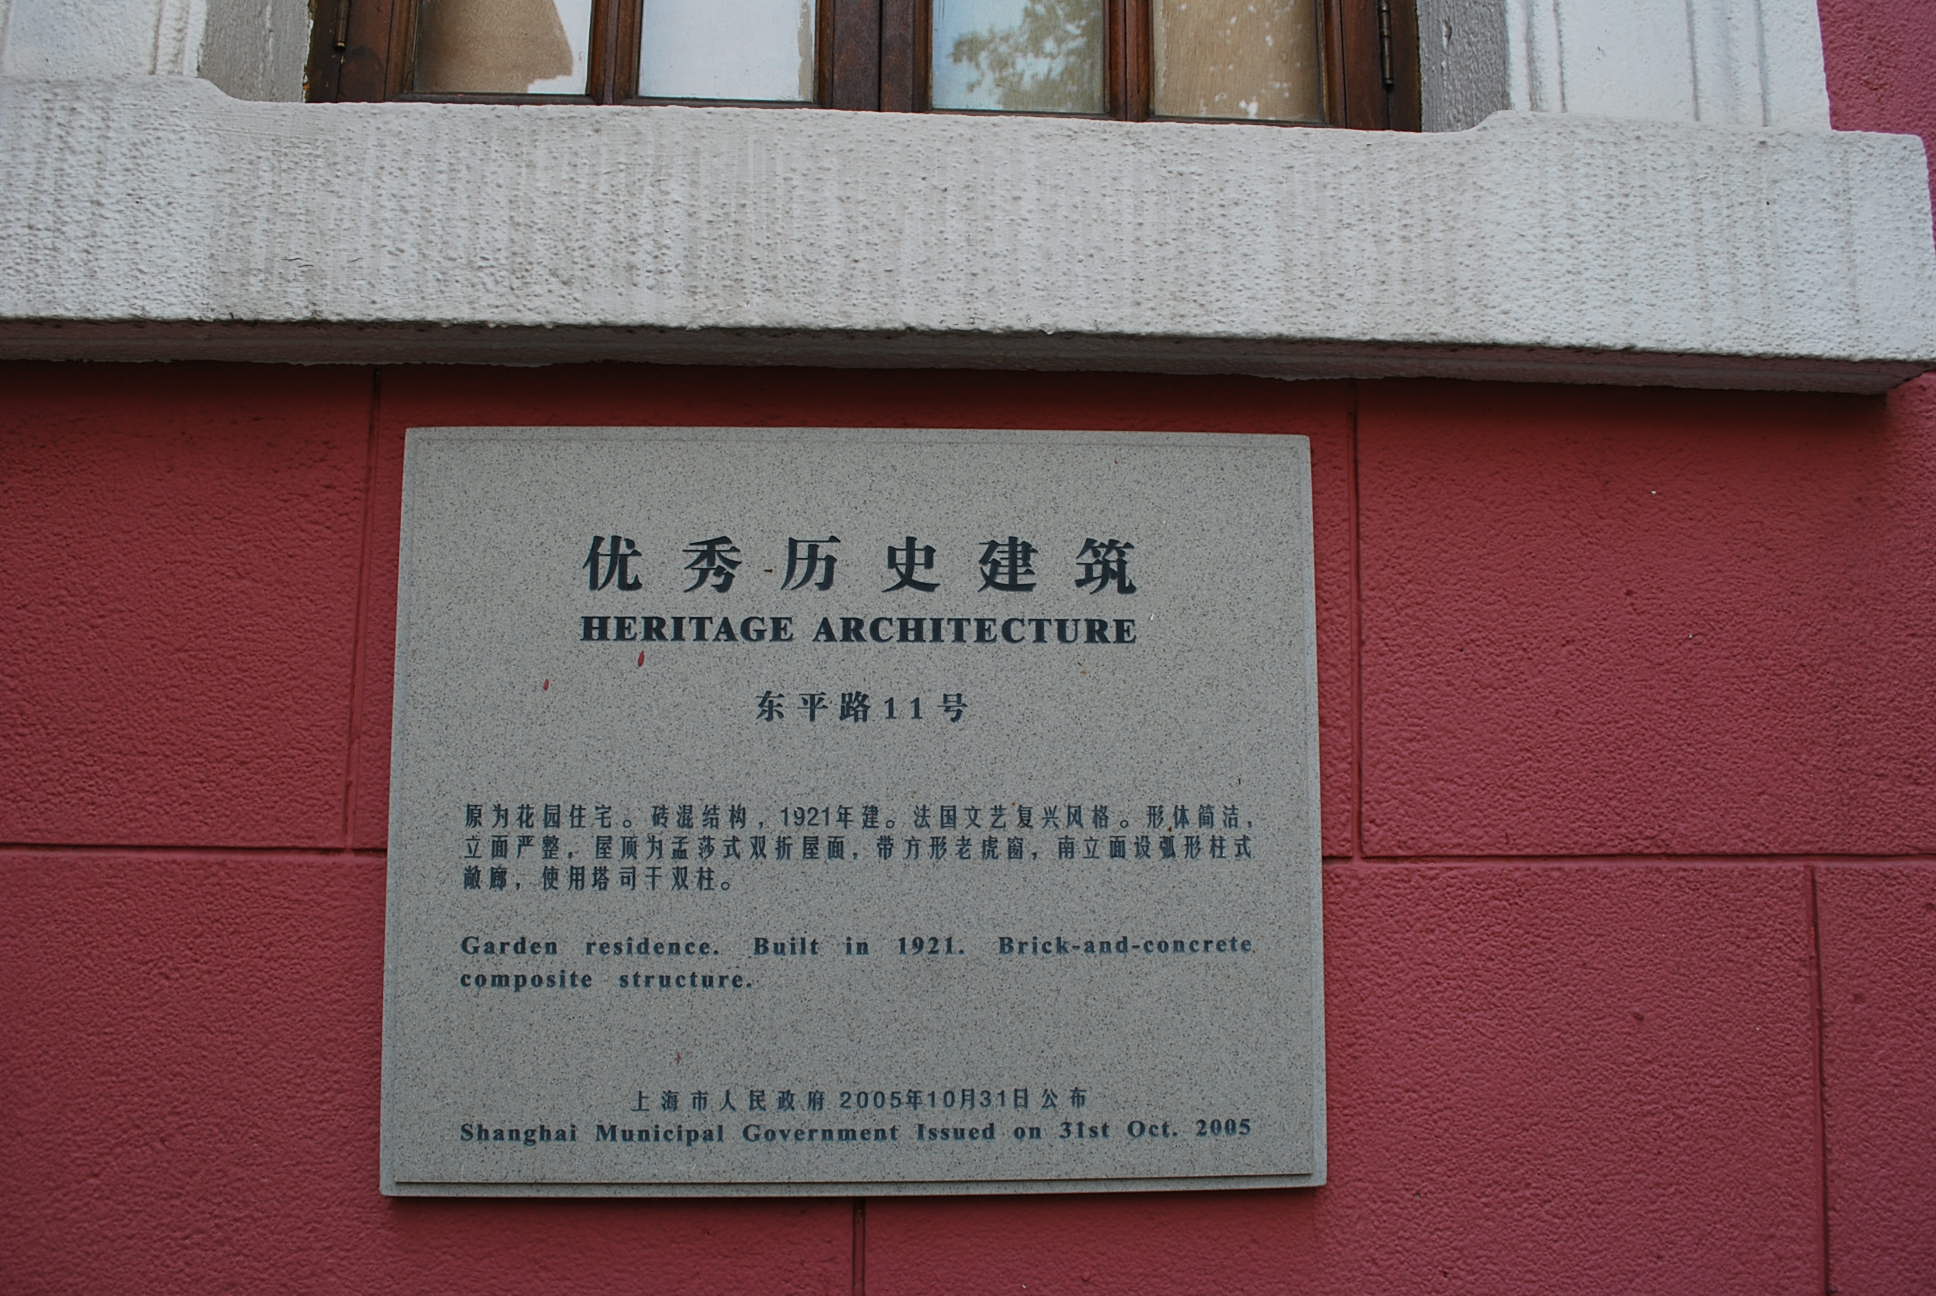 优秀历史建筑
HERITAGE ARCHITECTURE
东平路11号
原为花园住宅。砖混结构，1921年建。法国文艺复兴风格。形体简洁，
立面严整，屋顶为孟莎式双折屋面，带方形老虎窗，南立面设弧形柱式
敞廊，使用塔司干双柱。
Garden residence. Built in 1921. Brick-and-concrete
composite structure.
上海市人民政府 2005年10月31日公布
Shanghai Municipal Government Issued on 31st Oct. 2005